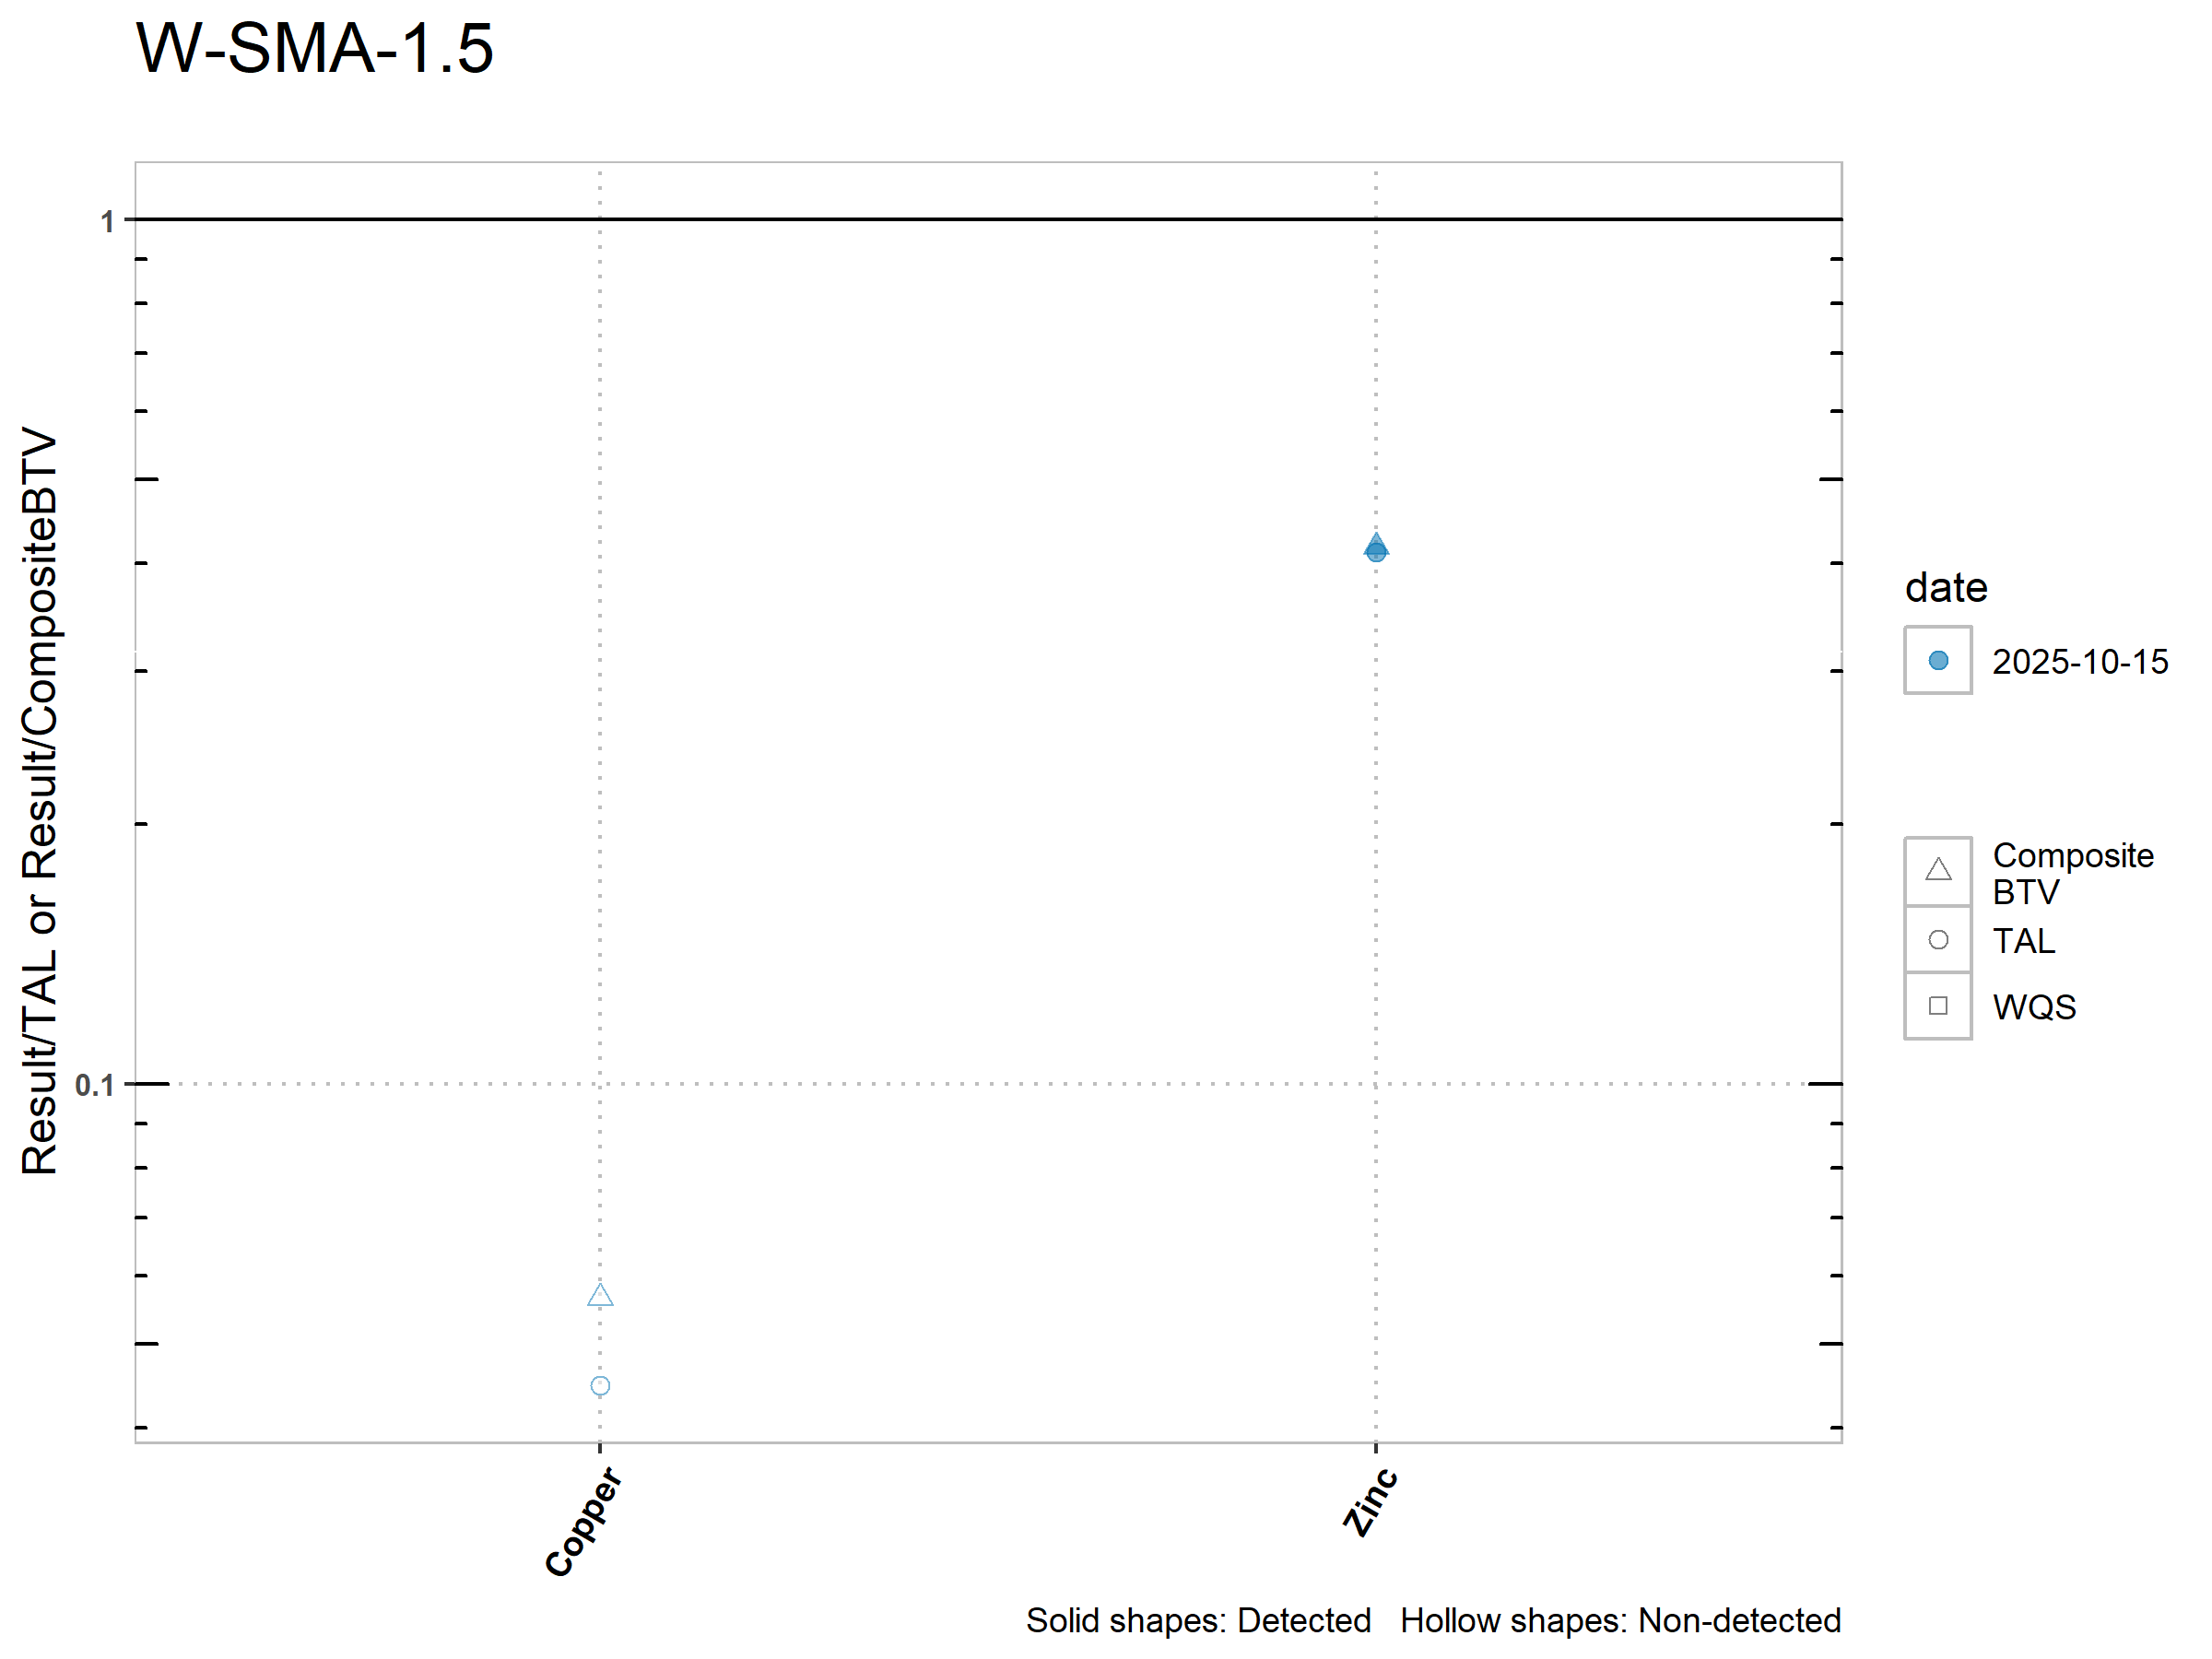 W-SMA-1.5
Result/TAL or Result/CompositeBTV
1
0.1
Copper
Zinc
date
2025-10-15
Composite
BTV
TAL
WQS
Solid shapes: Detected   Hollow shapes: Non-detected